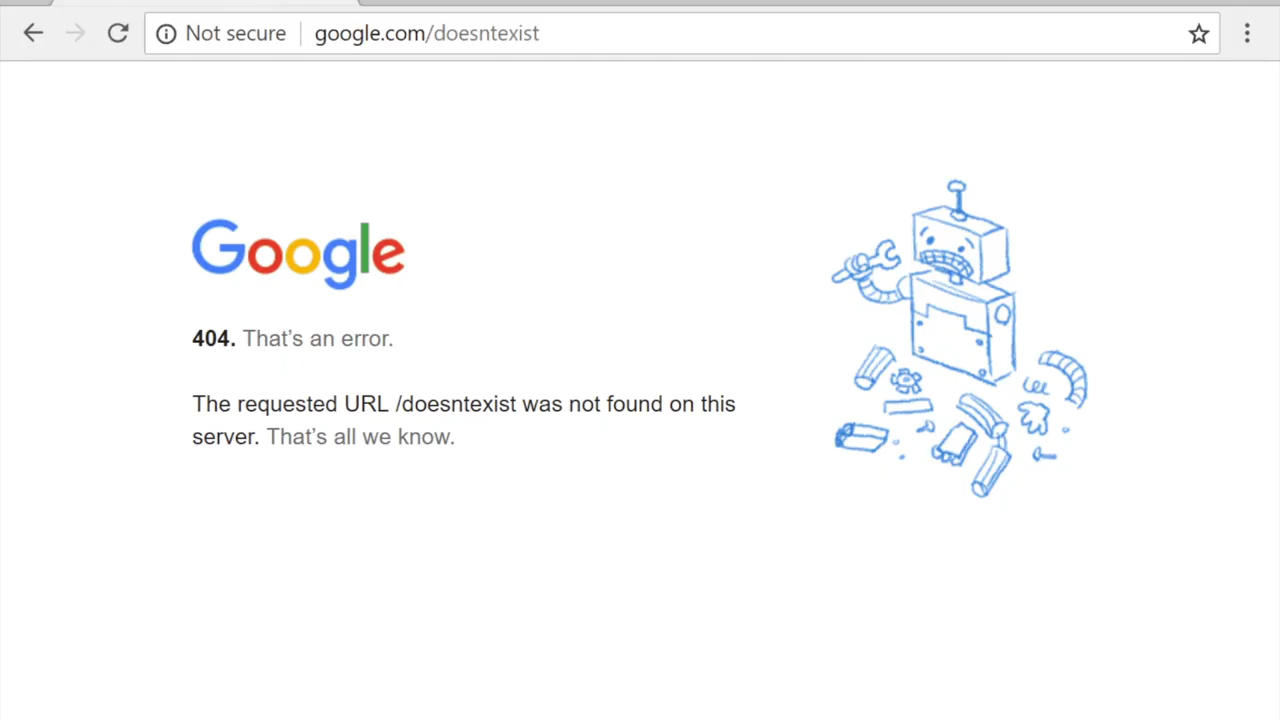 Not secure google.com/doesntexist
Google
404. That’s an error.
The requested URL /doesntexist was not found on this
server. That’s all we know.